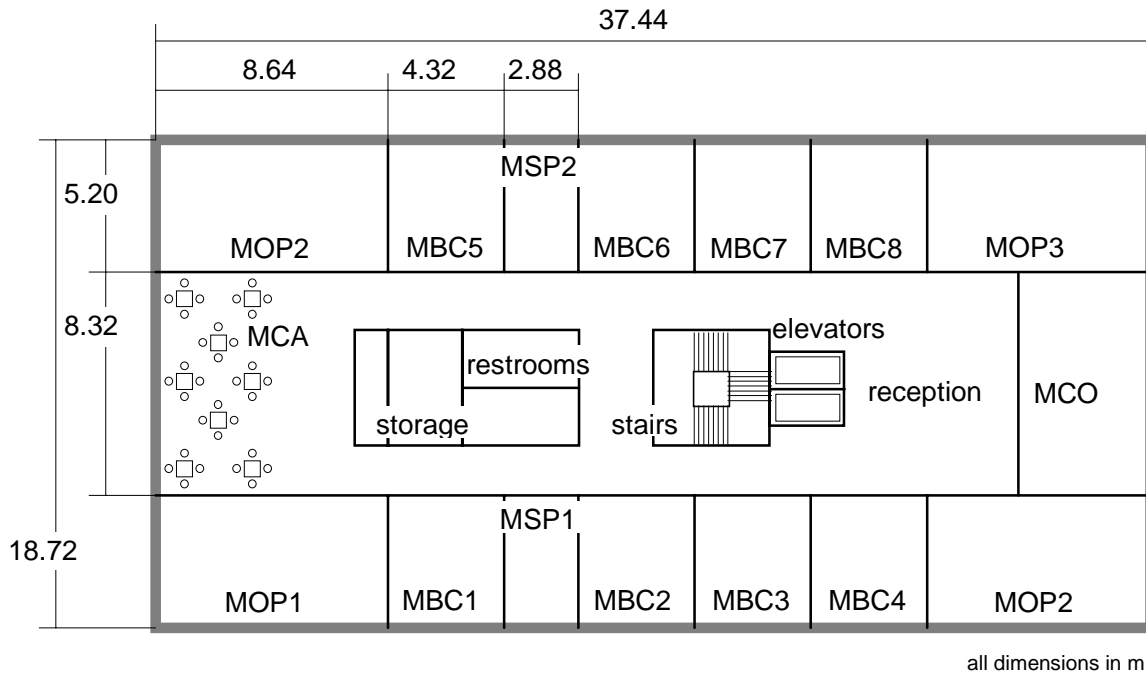 37.44
8.64 4.32 2.88
MSP2
5.20
MOP2 MBC5 MBC6 MBC7 MBC8 MOP3
8.32
MCA
elevators
restrooms
reception MCO
storage stairs
MSP1
18.72
MOP1 MBC1 MBC2 MBC3 MBC4 MOP2
all dimensions in m